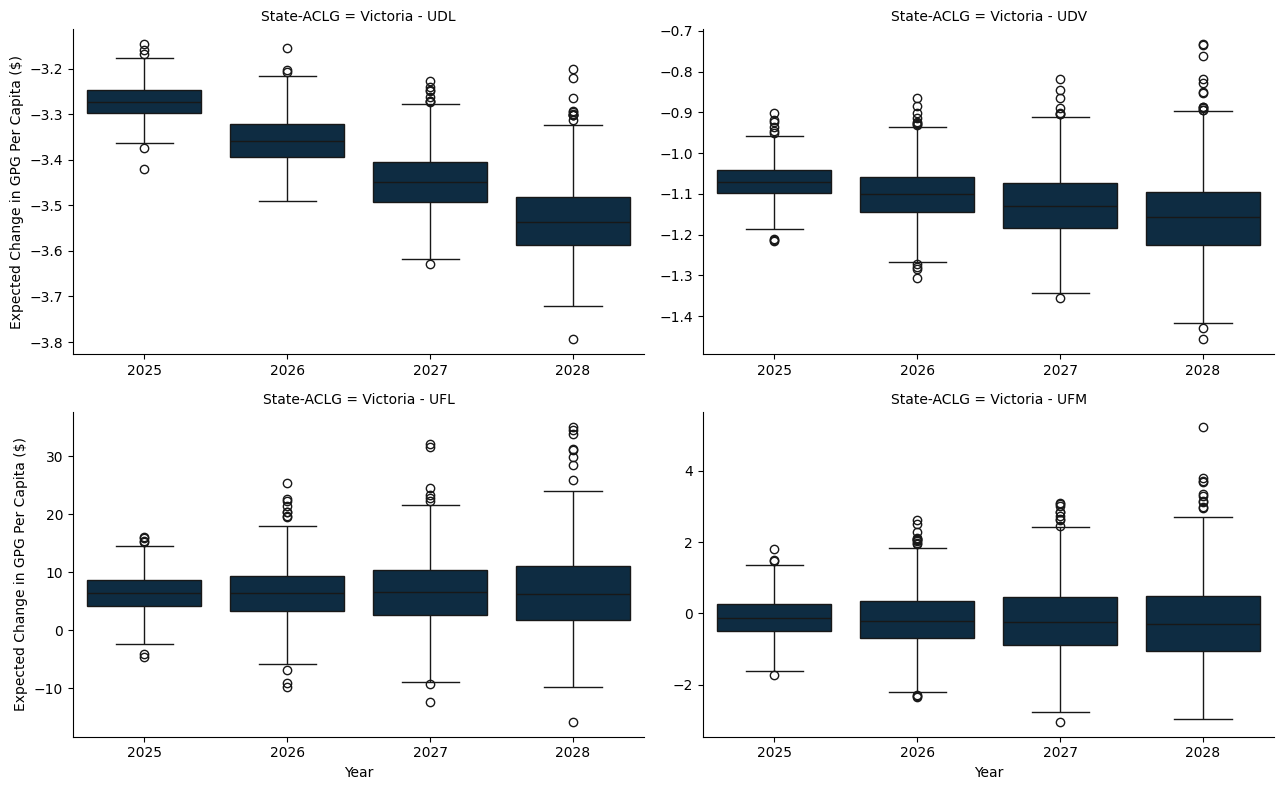 State-ACLG = Victoria - UDL
Expected Change in GPG Per Capita ($)
−3.2
−3.3
−3.4
−3.5
−3.6
−3.7
−3.8
2025 2026 2027 2028
State-ACLG = Victoria - UDV
−0.7
−0.8
−0.9
−1.0
−1.1
−1.2
−1.3
−1.4
2025 2026 2027 2028
State-ACLG = Victoria - UFL
Expected Change in GPG Per Capita ($)
30
20
10
0
−10
2025 2026 2027 2028
Year
State-ACLG = Victoria - UFM
4
2
0
−2
2025 2026 2027 2028
Year